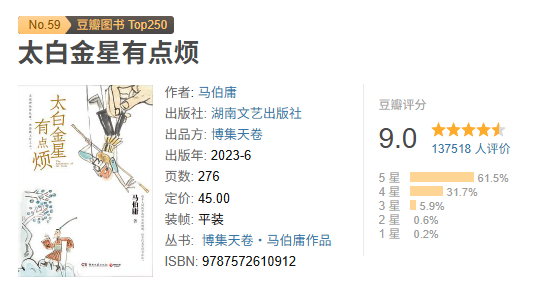 No.59 豆瓣图书 Top250
太白金星有点烦
太白金星
有点烦
马伯庸
作者: 马伯庸
出版社: 湖南文艺出版社
出品方: 博集天卷
出版年: 2023-6
页数: 276
定价: 45.00
装帧: 平装
丛书: 博集天卷·马伯庸作品
ISBN: 9787572610912
豆瓣评分
9.0
137518 人评价
5 星 61.5%
4 星 31.7%
3 星 5.9%
2 星 0.6%
1 星 0.2%